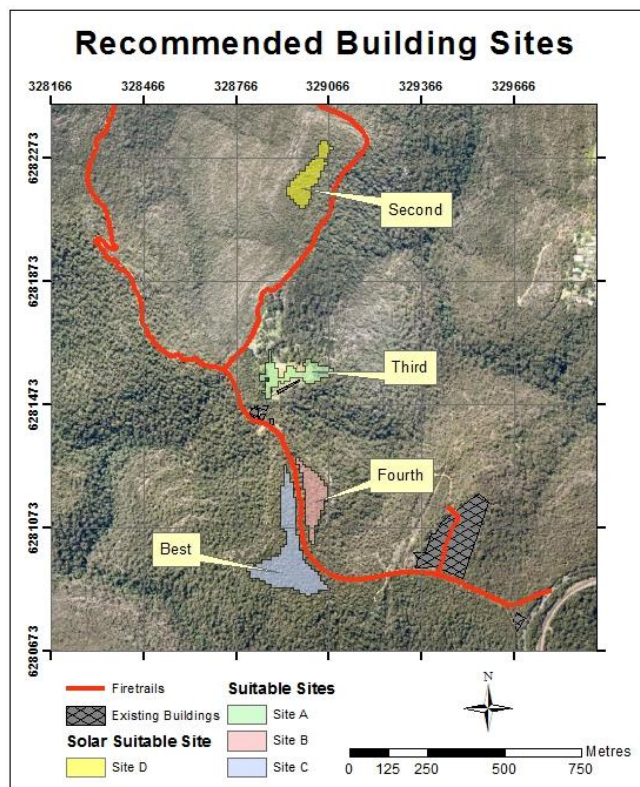 Recommended Building Sites
328166 328466 328766 329066 329366 329666
6282273
6281873
6281473
6281073
6280673
Second
Third
Fourth
Best
Firetrails
Existing Buildings
Solar Suitable Site
Site D
Suitable Sites
Site A
Site B
Site C
N
Metres
0 125 250 500 750